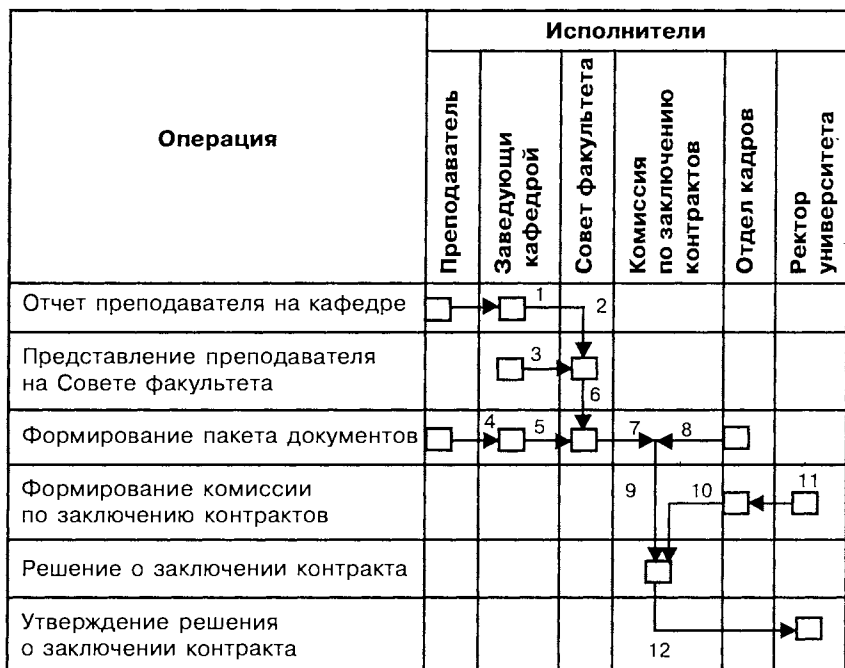 Исполнители
Операция
Преподаватель
Заведующи
кафедрой
Совет факультета
Комиссия
по заключению
контрактов
Отдел кадров
Ректор
университета
Отчет преподавателя на кафедре
1
2
Представление преподавателя
на Совете факультета
3
6
Формирование пакета документов
4
5
7
8
Формирование комиссии
по заключению контрактов
9
10
11
Решение о заключении контракта
Утверждение решения
о заключении контракта
12